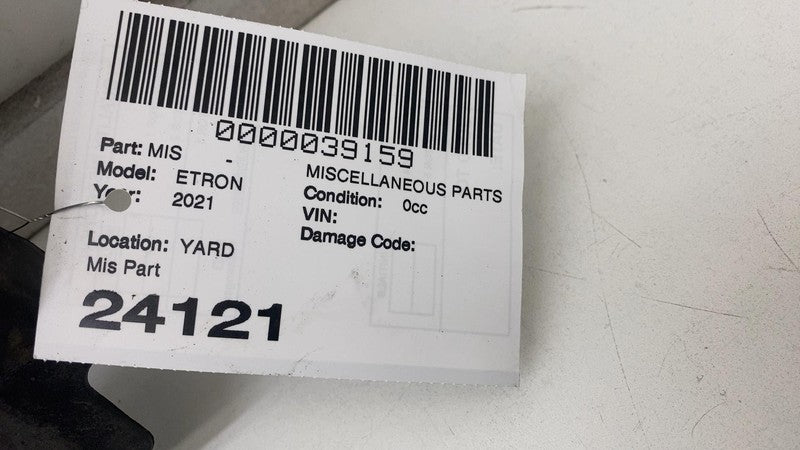 0000039159
Part: MIS -
MISCELLANEOUS PARTS
Model: ETRON
Condition: 0cc
Year: 2021
VIN:
Damage Code:
Location: YARD
Mis Part
24121